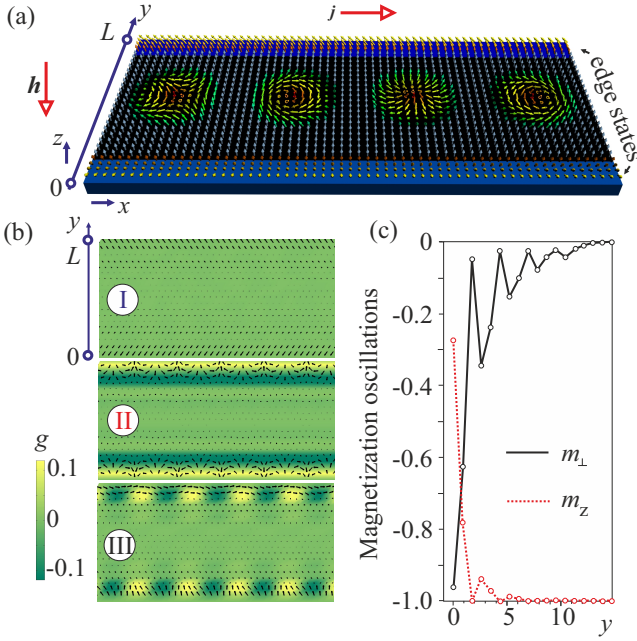 (a)
y
L
j
h
z
0
x
edge states
(b)
y
L
0
I
II
III
g
0.1
0
-0.1
(c)
Magnetization oscillations
0
-0.2
-0.4
-0.6
-0.8
-1.0
m⊥
mz
0 5 10 y